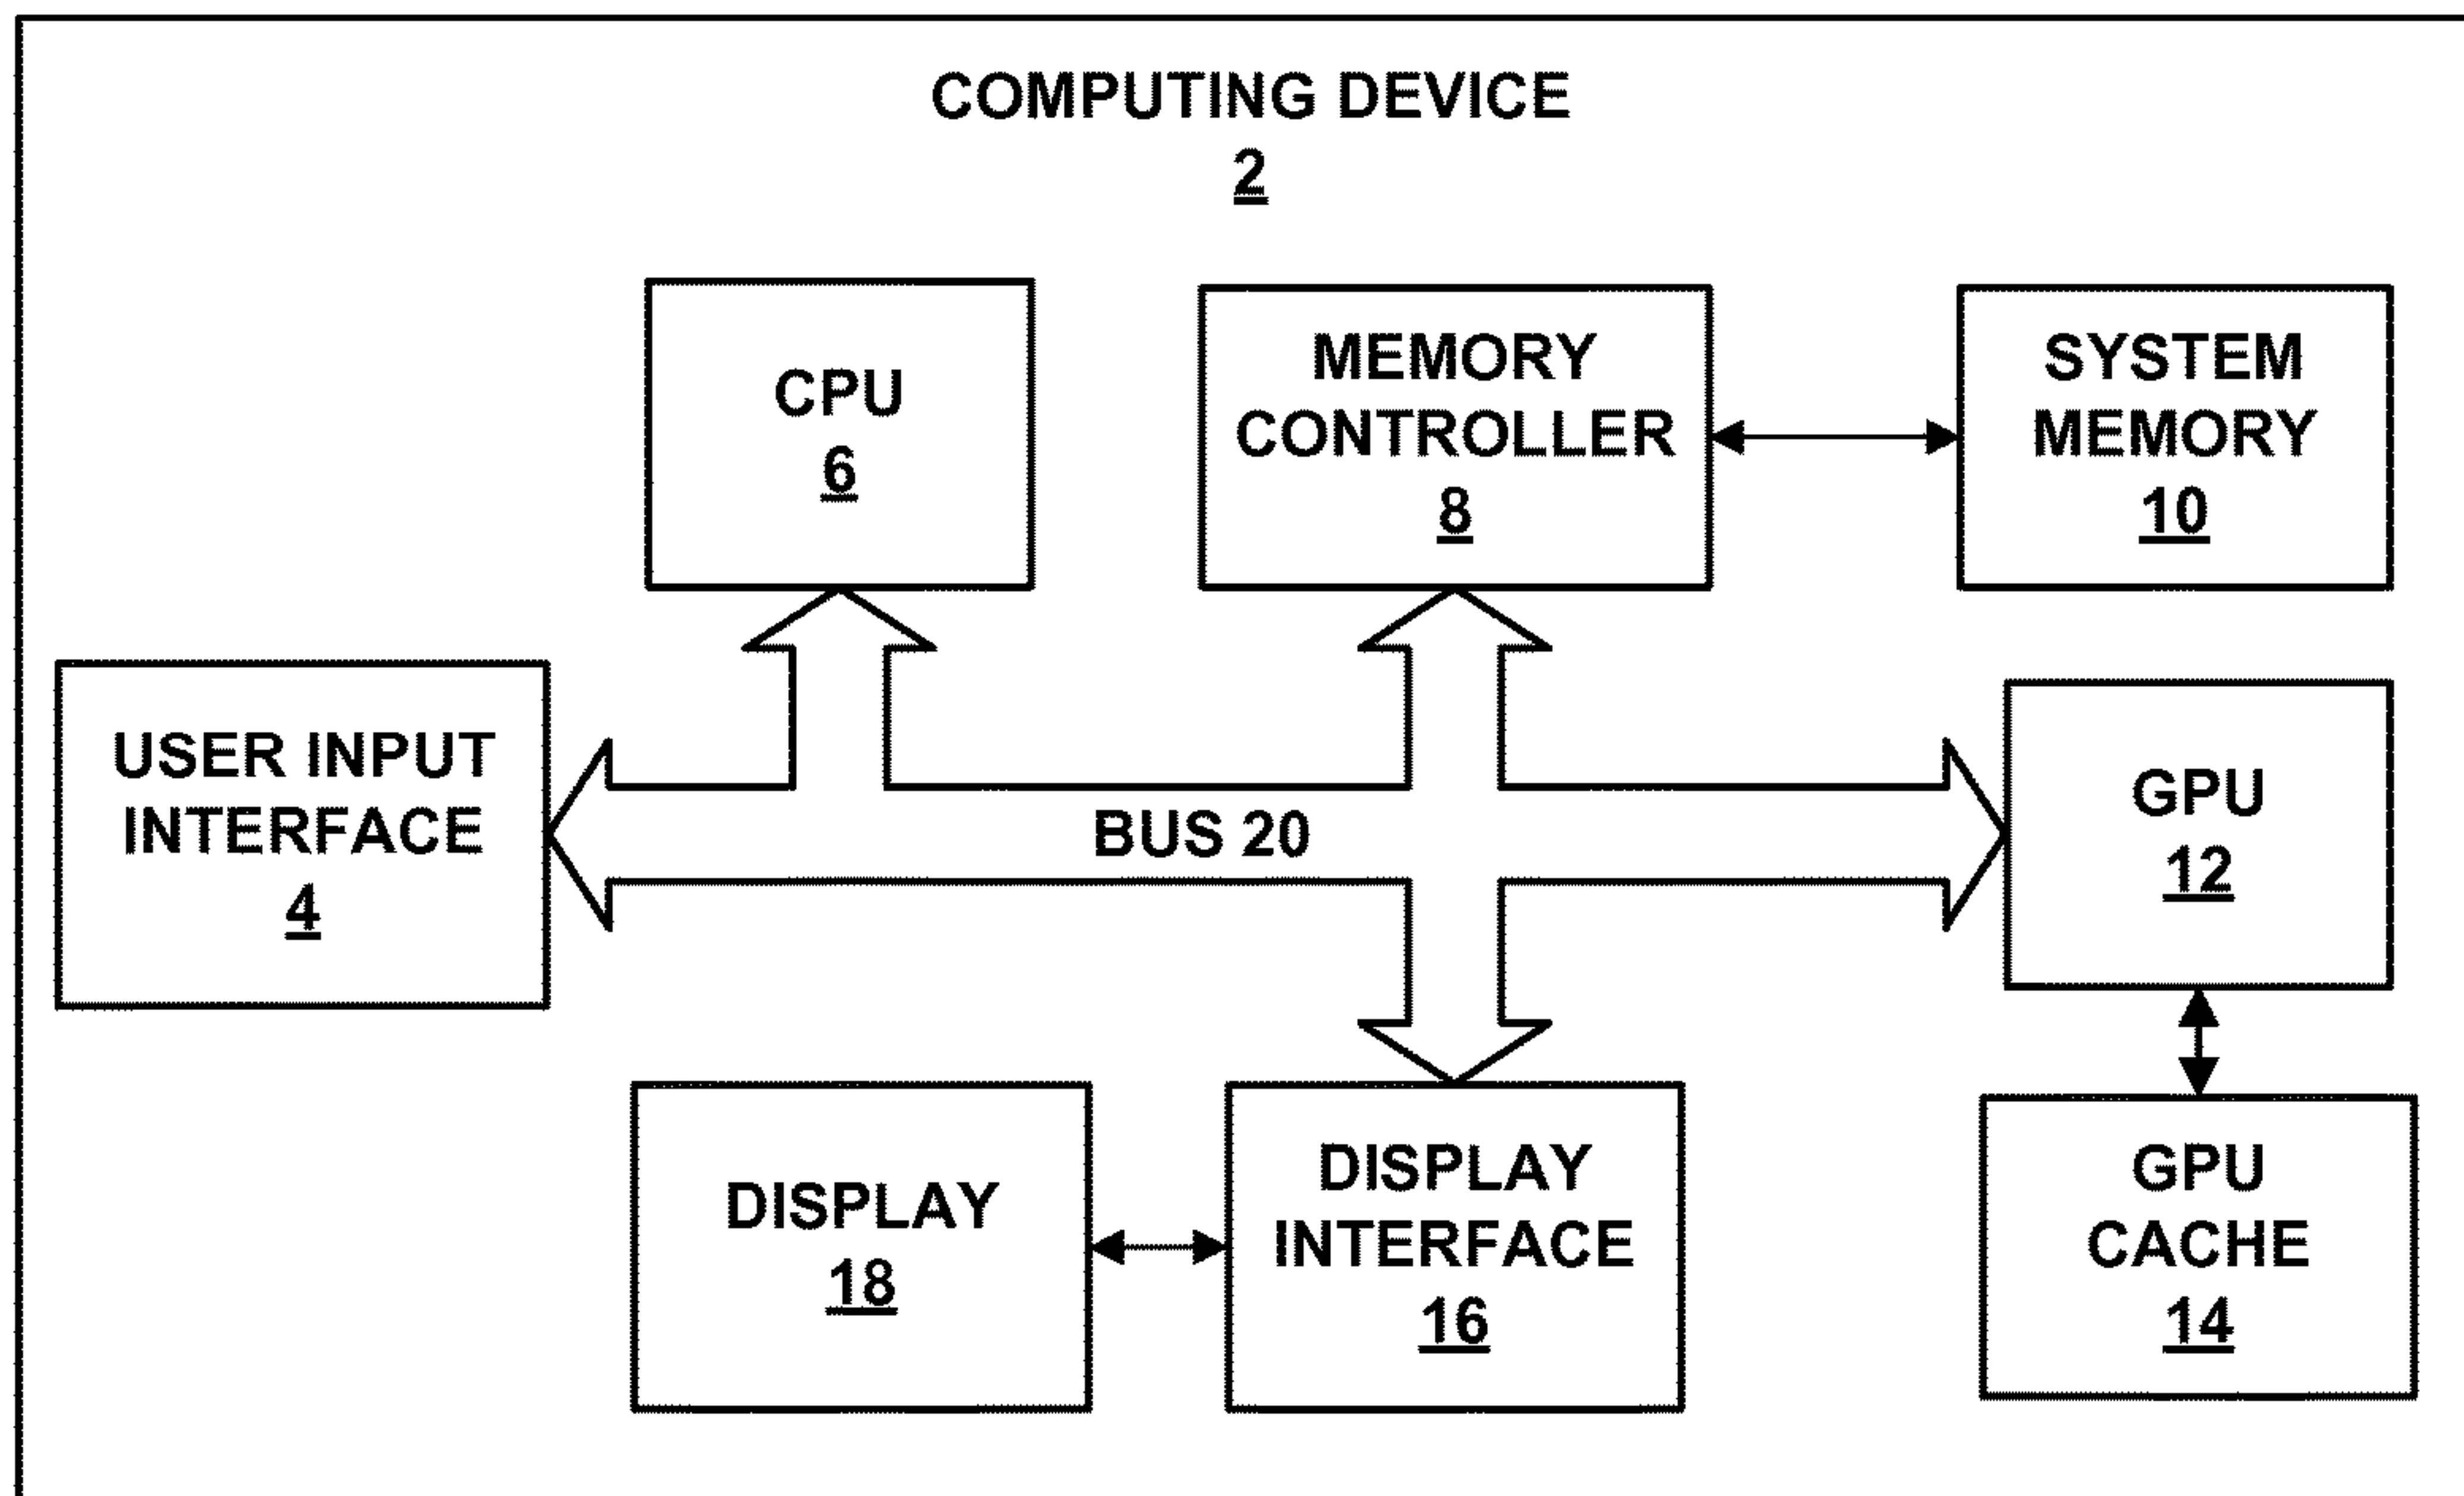 COMPUTING DEVICE
2
CPU
6
MEMORY
CONTROLLER
8
SYSTEM
MEMORY
10
USER INPUT
INTERFACE
4
BUS 20
GPU
12
DISPLAY
18
DISPLAY
INTERFACE
16
GPU
CACHE
14